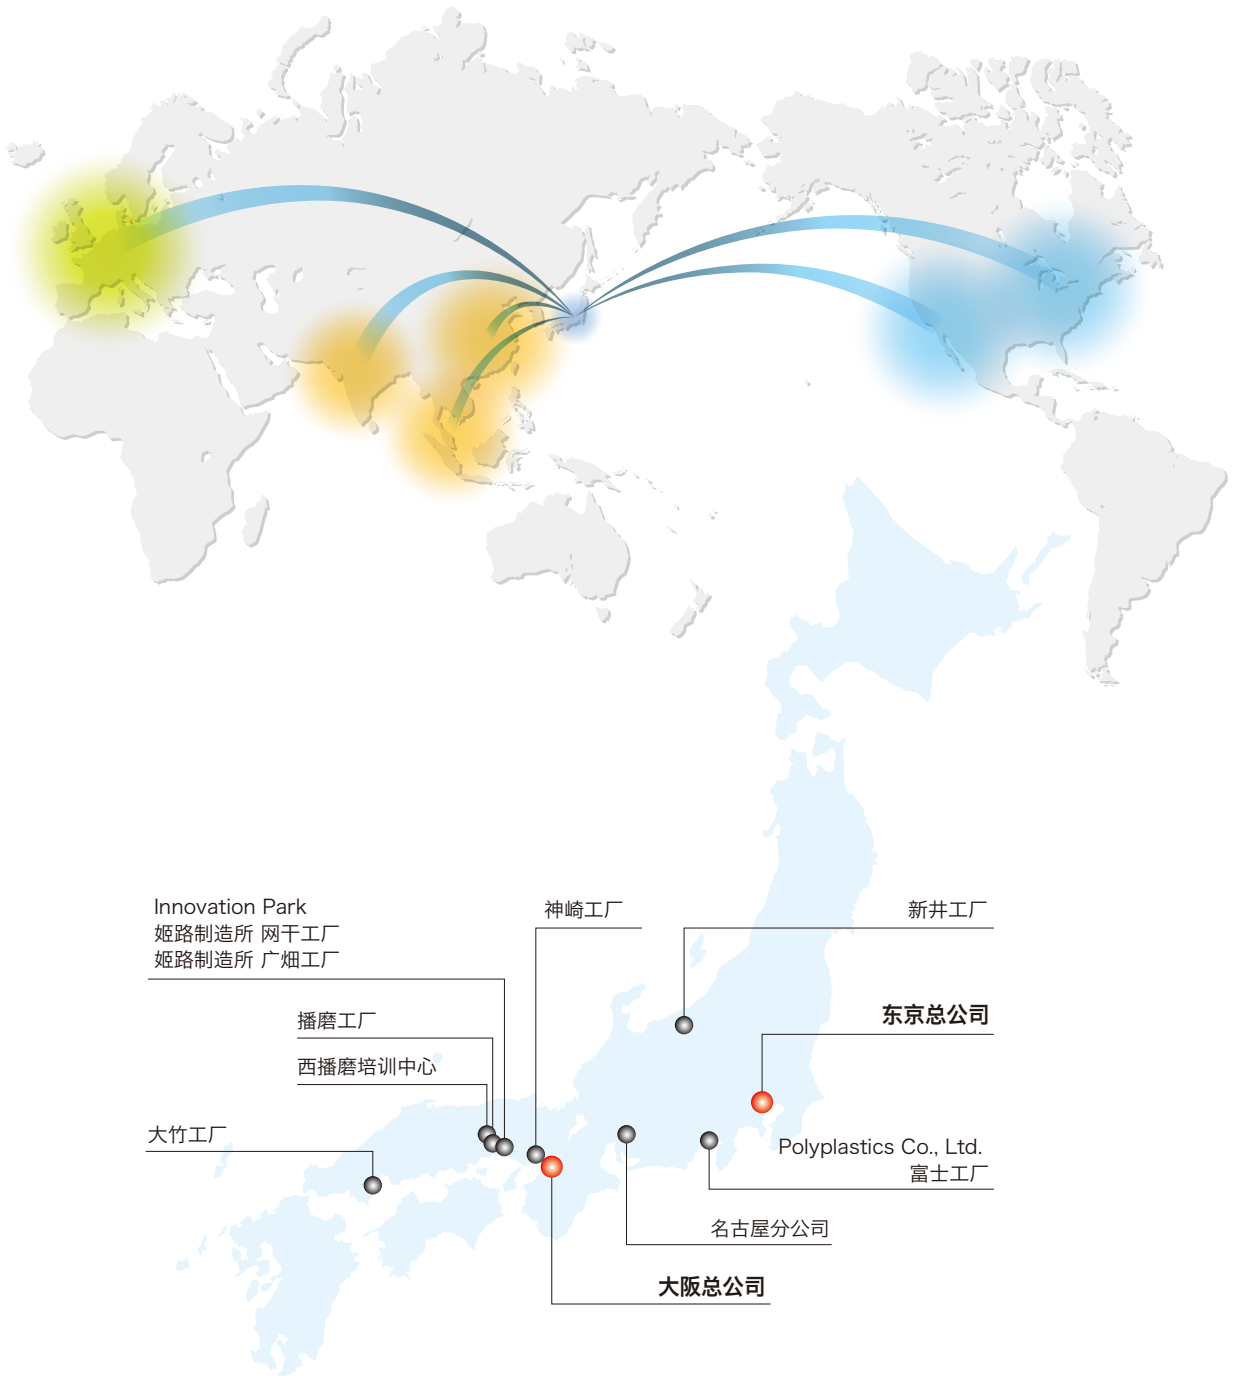 Innovation Park
姬路制造所 网干工厂
姬路制造所 广畑工厂
神崎工厂
新井工厂
东京总公司
播磨工厂
西播磨培训中心
大竹工厂
Polyplastics Co., Ltd.
富士工厂
名古屋分公司
大阪总公司